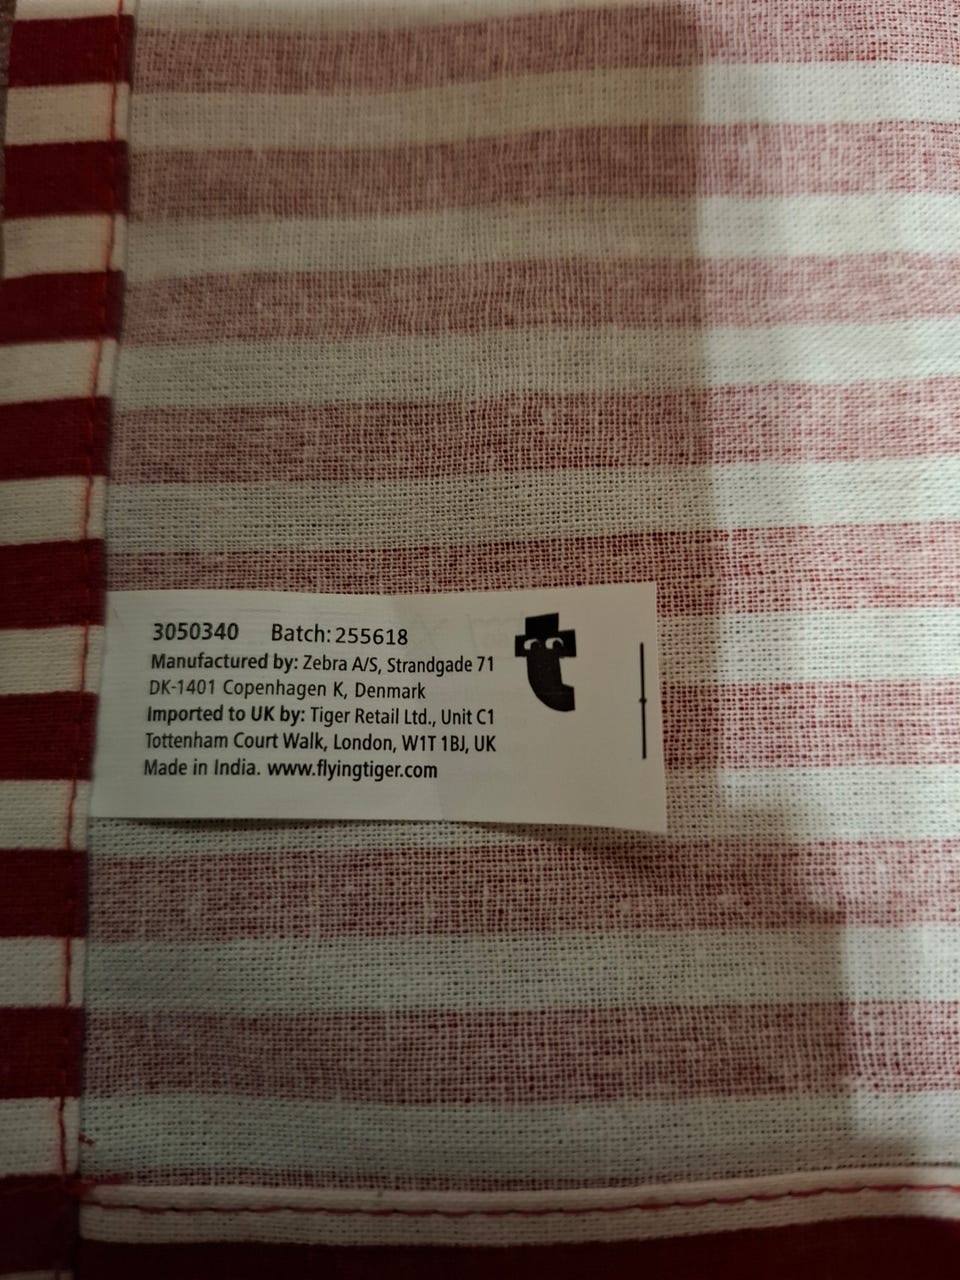 3050340 Batch: 255618
Manufactured by: Zebra A/S, Strandgade 71
DK-1401 Copenhagen K, Denmark
Imported to UK by: Tiger Retail Ltd., Unit C1
Tottenham Court Walk, London, W1T 1BJ, UK
Made in India. www.flyingtiger.com